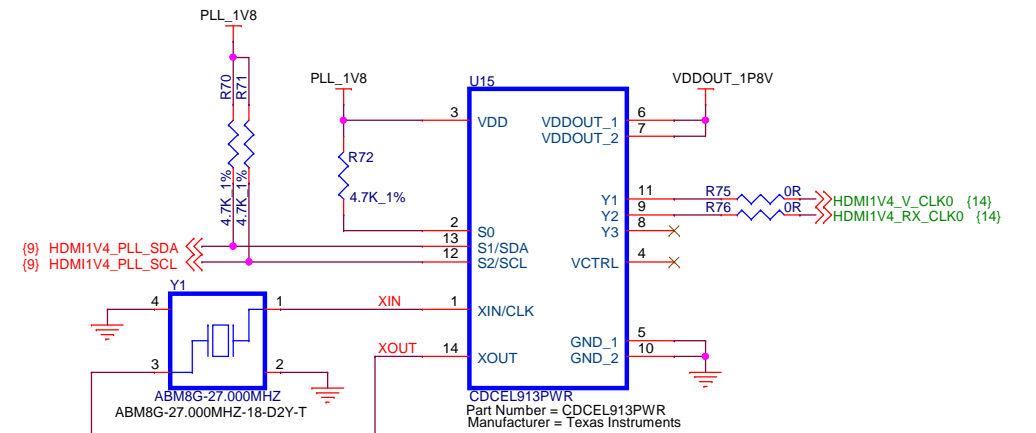 PLL_1V8
R70
R71
4.7K_1%
4.7K_1%
PLL_1V8
R72
4.7K_1%
U15
VDDOUT_1P8V
3 VDD
VDDOUT_1 6
VDDOUT_2 7
Y1 11 R75 0R HDMI1V4_V_CLK0 {14}
Y2 9 R76 0R HDMI1V4_RX_CLK0 {14}
Y3 8
2 S0
{9} HDMI1V4_PLL_SDA 13 S1/SDA
{9} HDMI1V4_PLL_SCL 12 S2/SCL
VCTRL 4
Y1
4 1 XIN 1 XIN/CLK
GND_1 5
XOUT 14 XOUT
GND_2 10
3 2
ABM8G-27.000MHZ
ABM8G-27.000MHZ-18-D2Y-T
CDCEL913PWR
Part Number = CDCEL913PWR
Manufacturer = Texas Instruments